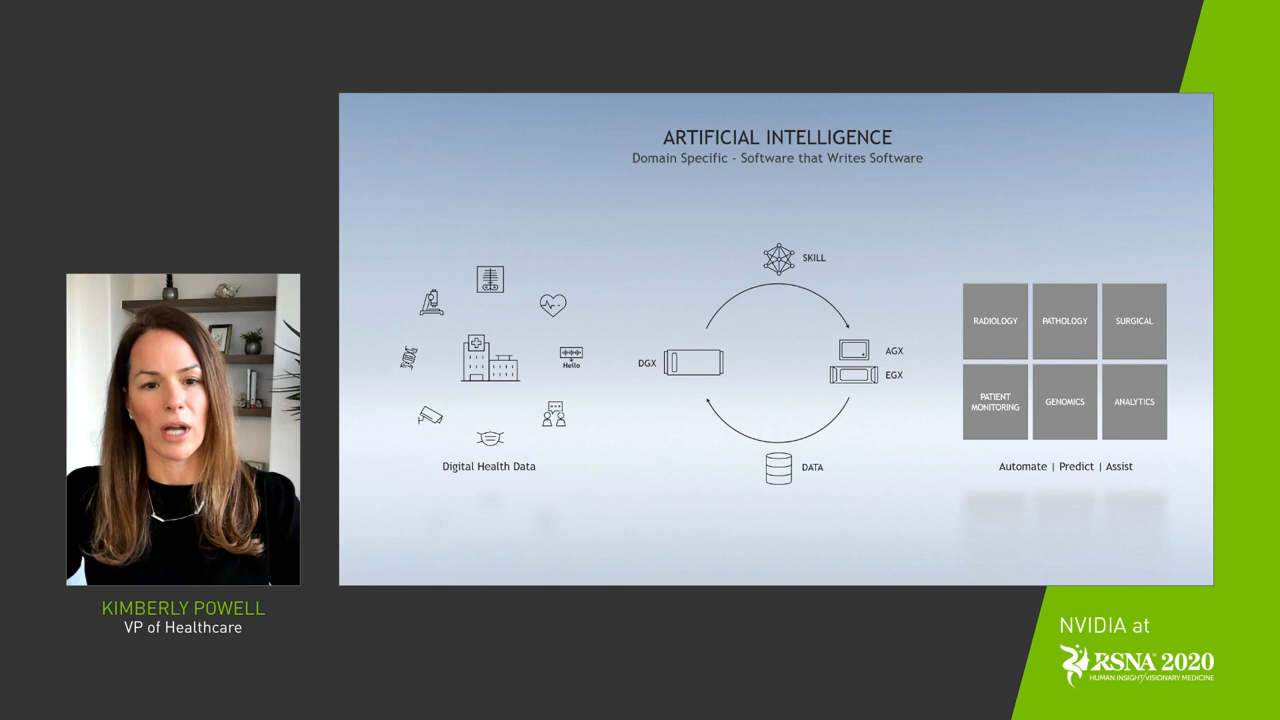 ARTIFICIAL INTELLIGENCE
Domain Specific - Software that Writes Software
SKILL
Hello
DGX
AGX
EGX
DATA
Digital Health Data
RADIOLOGY
PATHOLOGY
SURGICAL
PATIENT
MONITORING
GENOMICS
ANALYTICS
Automate | Predict | Assist
KIMBERLY POWELL
VP of Healthcare
NVIDIA at
RSNA® 2020
HUMAN INSIGHT/VISIONARY MEDICINE